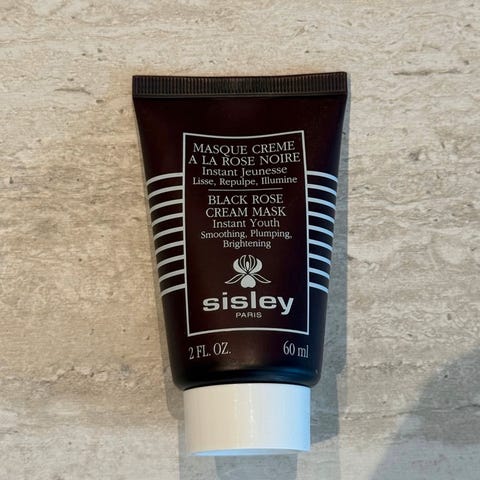 MASQUE CREME
A LA ROSE NOIRE
Instant Jeunesse
Lisse, Repulpe, Illumine
BLACK ROSE
CREAM MASK
Instant Youth
Smoothing, Plumping,
Brightening
sisley
PARIS
2 FL. OZ. 60 ml